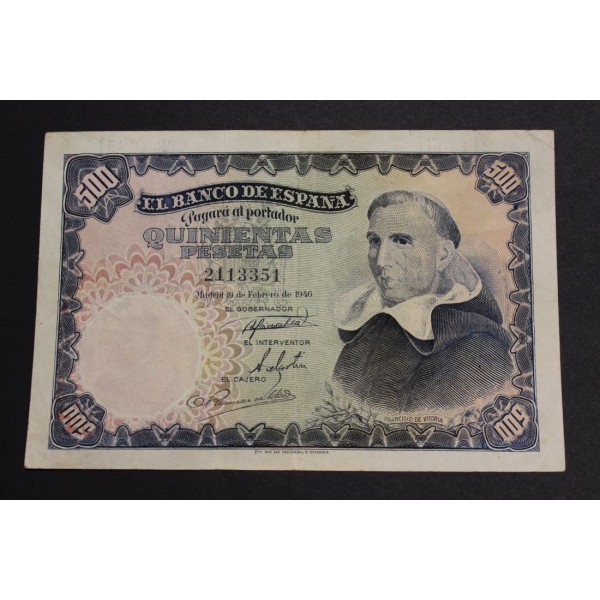 500
500
EL BANCO DE ESPAÑA
Pagará al portador
QUINIENTAS
PESETAS
2113351
Madrid 19 de Febrero de 1946
EL GOBERNADOR
EL INTERVENTOR
EL CAJERO
FRANCISCO DE VITORIA
500
500